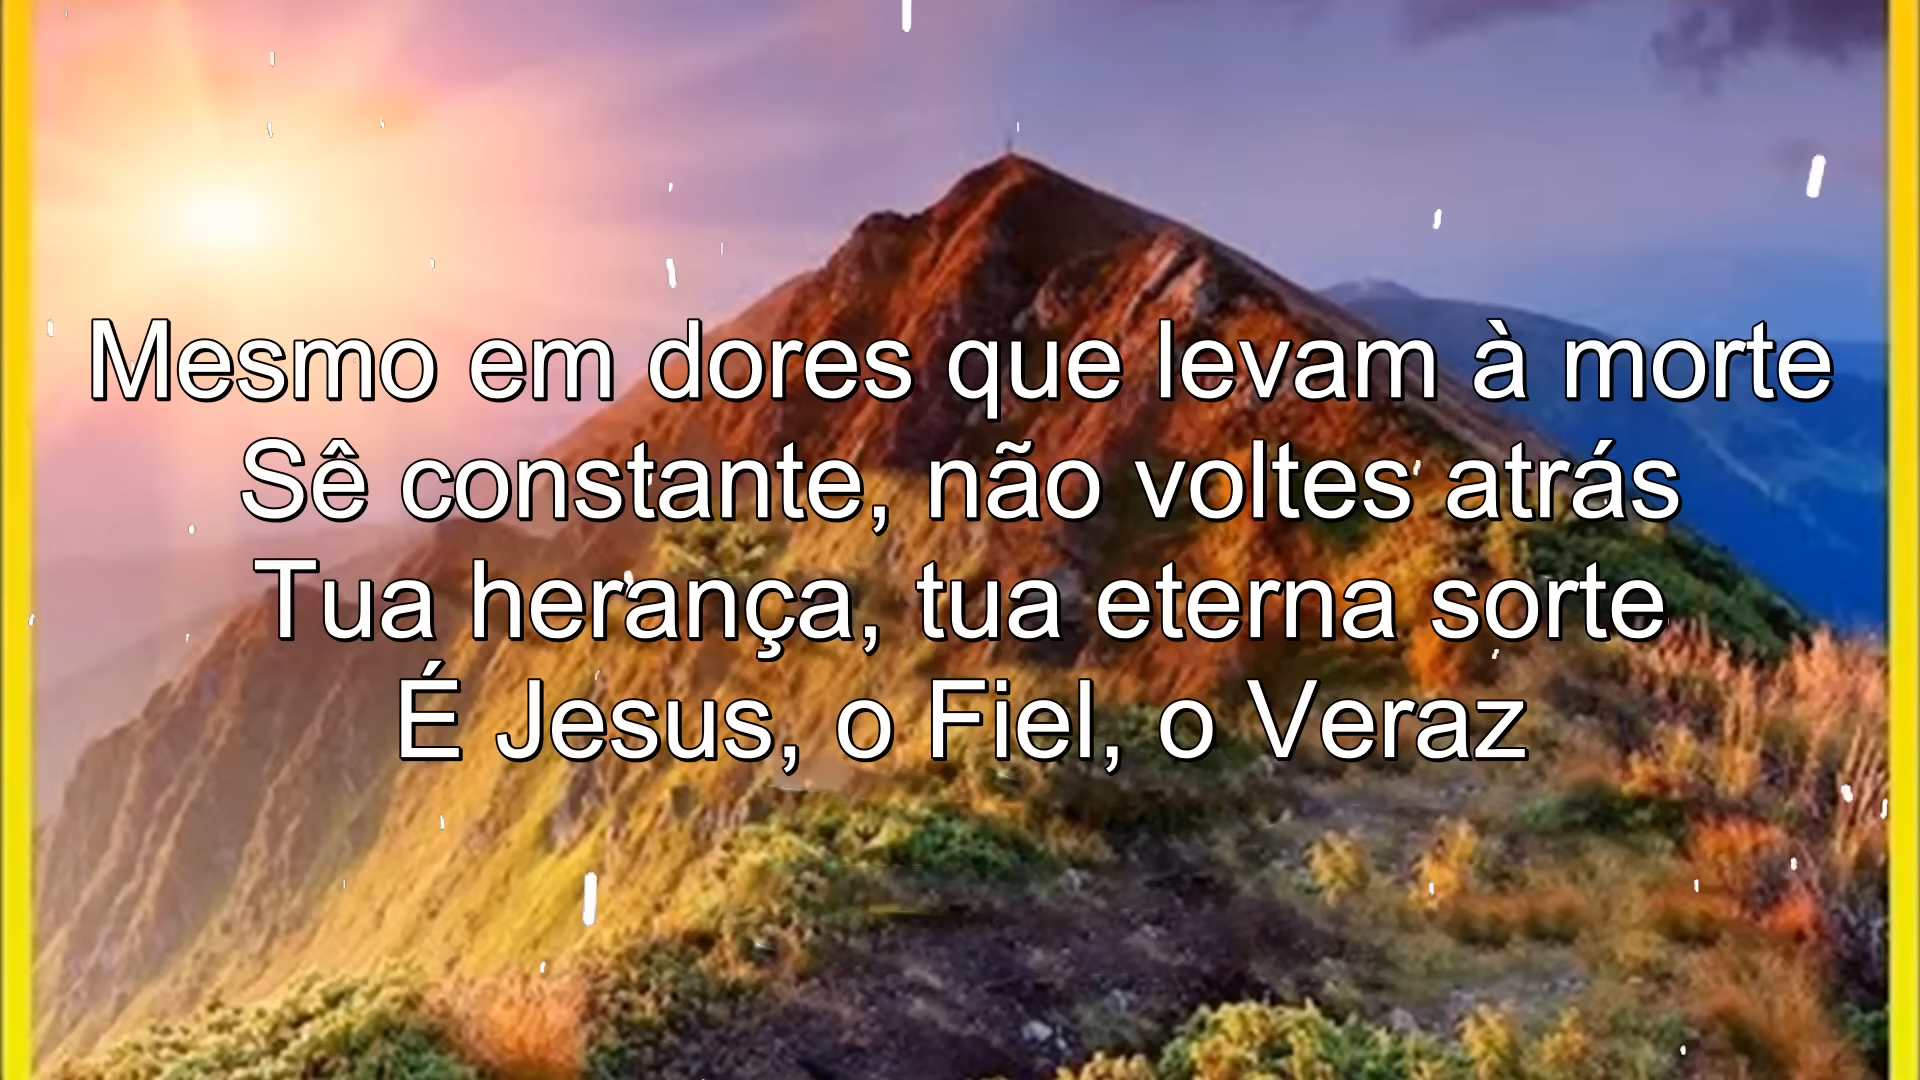 Mesmo em dores que levam à morte
Sê constante, não voltes atrás
Tua herança, tua eterna sorte
É Jesus, o Fiel, o Veraz